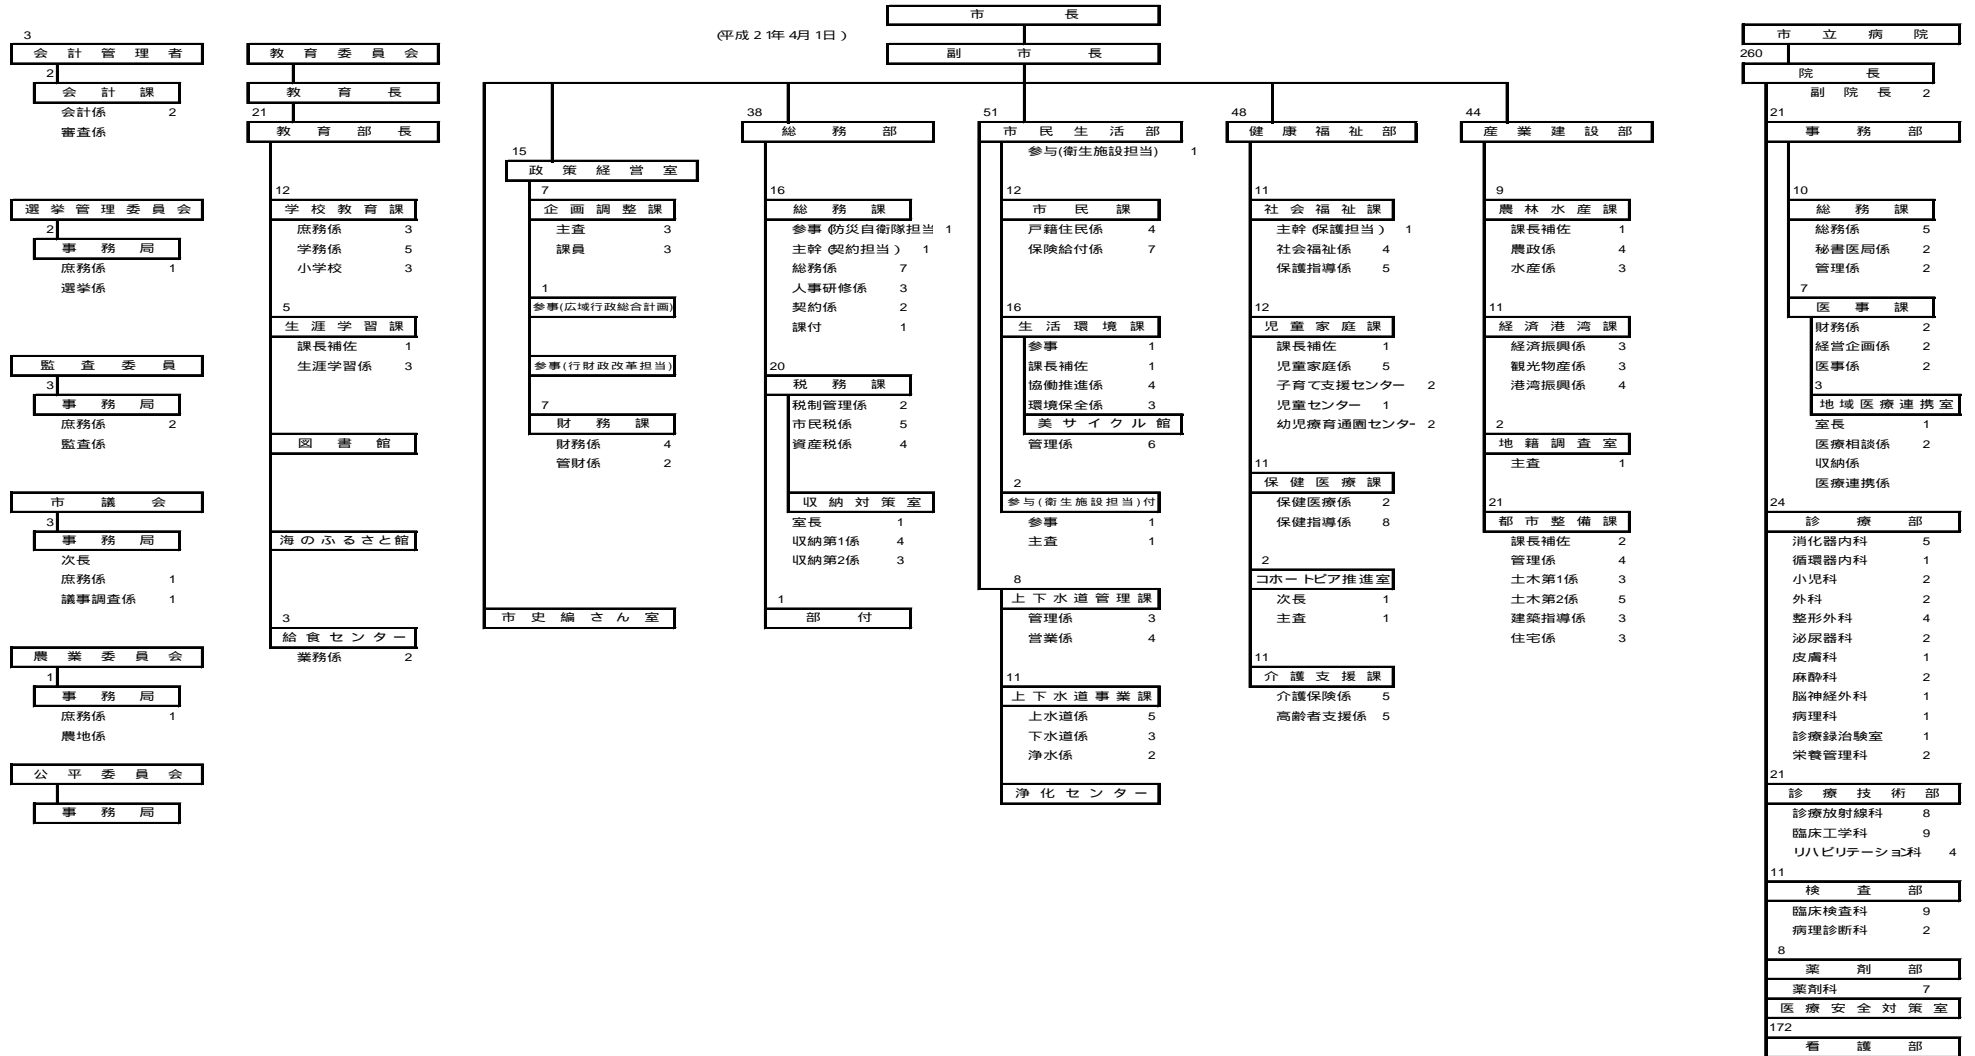 市長
(平成21年4月1日)
副市長
3
会計管理者
2
会計課
会計係 2
審査係
選挙管理委員会
2
事務局
庶務係 1
選挙係
監査委員
3
事務局
庶務係 2
監査係
市議会
3
事務局
次長
庶務係 1
議事調査係 1
農業委員会
1
事務局
庶務係 1
農地係
公平委員会
事務局
教育委員会
教育長
21
教育部長
12
学校教育課
庶務係 3
学務係 5
小学校 3
5
生涯学習課
課長補佐 1
生涯学習係 3
図書館
海のふるさと館
3
給食センター
業務係 2
15
政策経営室
7
企画調整課
主査 3
課員 3
1
参事(広域行政総合計画)
参事(行財政改革担当)
7
財務課
財務係 4
管財係 2
市史編さん室
38
総務部
16
総務課
参事(防災自衛隊担当 1
主幹(契約担当) 1
総務係 7
人事研修係 3
契約係 2
課付 1
20
税務課
税制管理係 2
市民税係 5
資産税係 4
収納対策室
室長 1
収納第1係 4
収納第2係 3
1
部付
51
市民生活部
参与(衛生施設担当) 1
12
市民課
戸籍住民係 4
保険給付係 7
16
生活環境課
参事 1
課長補佐 1
協働推進係 4
環境保全係 3
美サイクル館
管理係 6
2
参与(衛生施設担当)付
参事 1
主査 1
8
上下水道管理課
管理係 3
営業係 4
11
上下水道事業課
上水道係 5
下水道係 3
浄水係 2
浄化センター
48
健康福祉部
11
社会福祉課
主幹(保護担当) 1
社会福祉係 4
保護指導係 5
12
児童家庭課
課長補佐 1
児童家庭係 5
子育て支援センター 2
児童センター 1
幼児療育通園センター 2
11
保健医療課
保健医療係 2
保健指導係 8
2
コホートピア推進室
次長 1
主査 1
11
介護支援課
介護保険係 5
高齢者支援係 5
44
産業建設部
9
農林水産課
課長補佐 1
農政係 4
水産係 3
11
経済港湾課
経済振興係 3
観光物産係 3
港湾振興係 4
2
地籍調査室
主査 1
21
都市整備課
課長補佐 2
管理係 4
土木第1係 3
土木第2係 5
建築指導係 3
住宅係 3
市立病院
260
院長
副院長 2
21
事務部
10
総務課
総務係 5
秘書医局係 2
管理係 2
7
医事課
財務係 2
経営企画係 2
医事係 2
3
地域医療連携室
室長 1
医療相談係 2
収納係
医療連携係
24
診療部
消化器内科 5
循環器内科 1
小児科 2
外科 2
整形外科 4
泌尿器科 2
皮膚科 1
麻酔科 2
脳神経外科 1
病理科 1
診療録治験室 1
栄養管理科 2
21
診療技術部
診療放射線科 8
臨床工学科 9
リハビリテーション科 4
11
検査部
臨床検査科 9
病理診断科 2
8
薬剤部
薬剤科 7
医療安全対策室
172
看護部